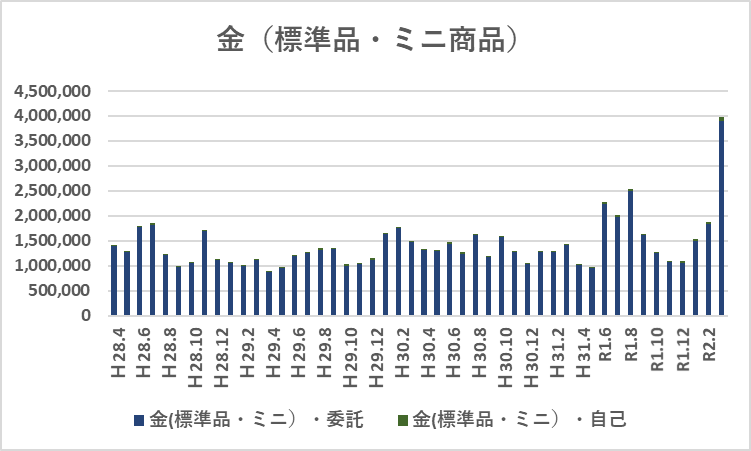 金（標準品・ミニ商品）
4,500,000
4,000,000
3,500,000
3,000,000
2,500,000
2,000,000
1,500,000
1,000,000
500,000
0
Ｈ28.4
Ｈ28.6
Ｈ28.8
Ｈ28.10
Ｈ28.12
Ｈ29.2
Ｈ29.4
Ｈ29.6
Ｈ29.8
Ｈ29.10
Ｈ29.12
Ｈ30.2
Ｈ30.4
Ｈ30.6
Ｈ30.8
Ｈ30.10
Ｈ30.12
Ｈ31.2
Ｈ31.4
R1.6
R1.8
R1.10
R1.12
R2.2
金(標準品・ミニ）・委託
金(標準品・ミニ）・自己